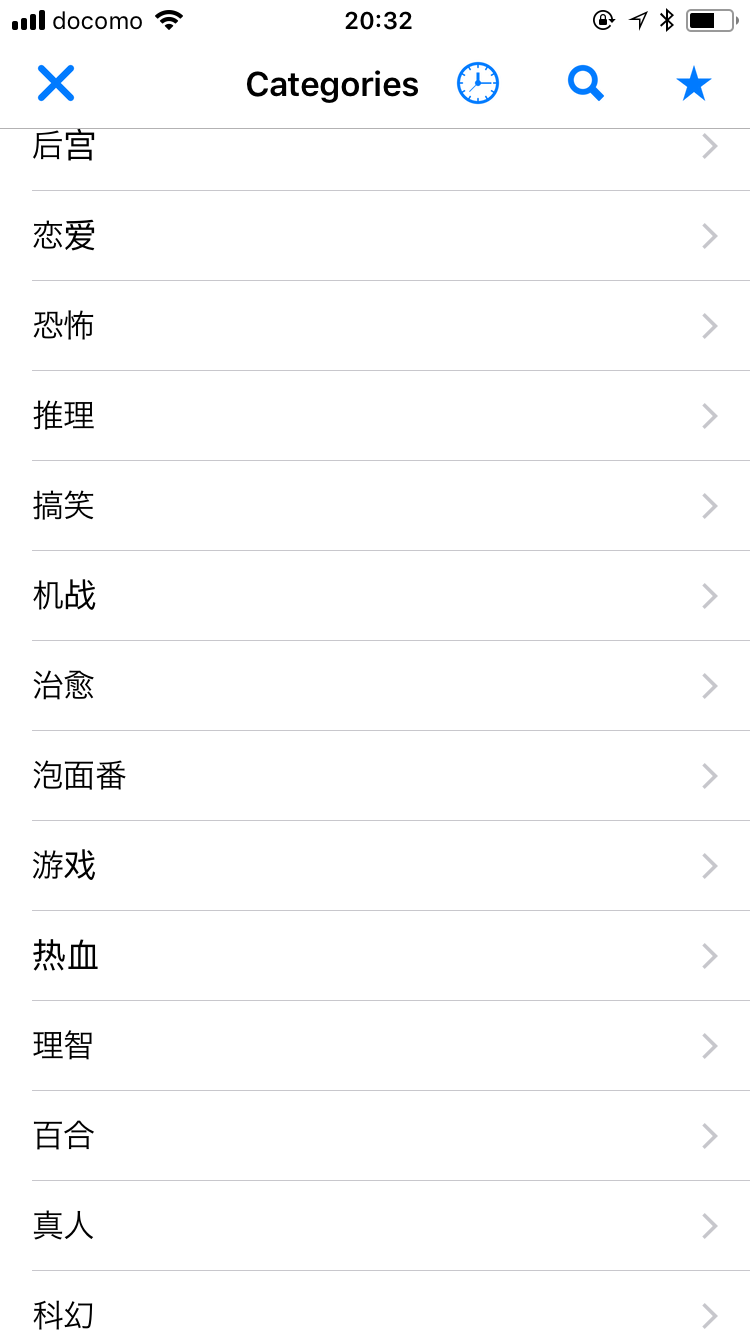 docomo 20:32
Categories
后宫
恋爱
恐怖
推理
搞笑
机战
治愈
泡面番
游戏
热血
理智
百合
真人
科幻